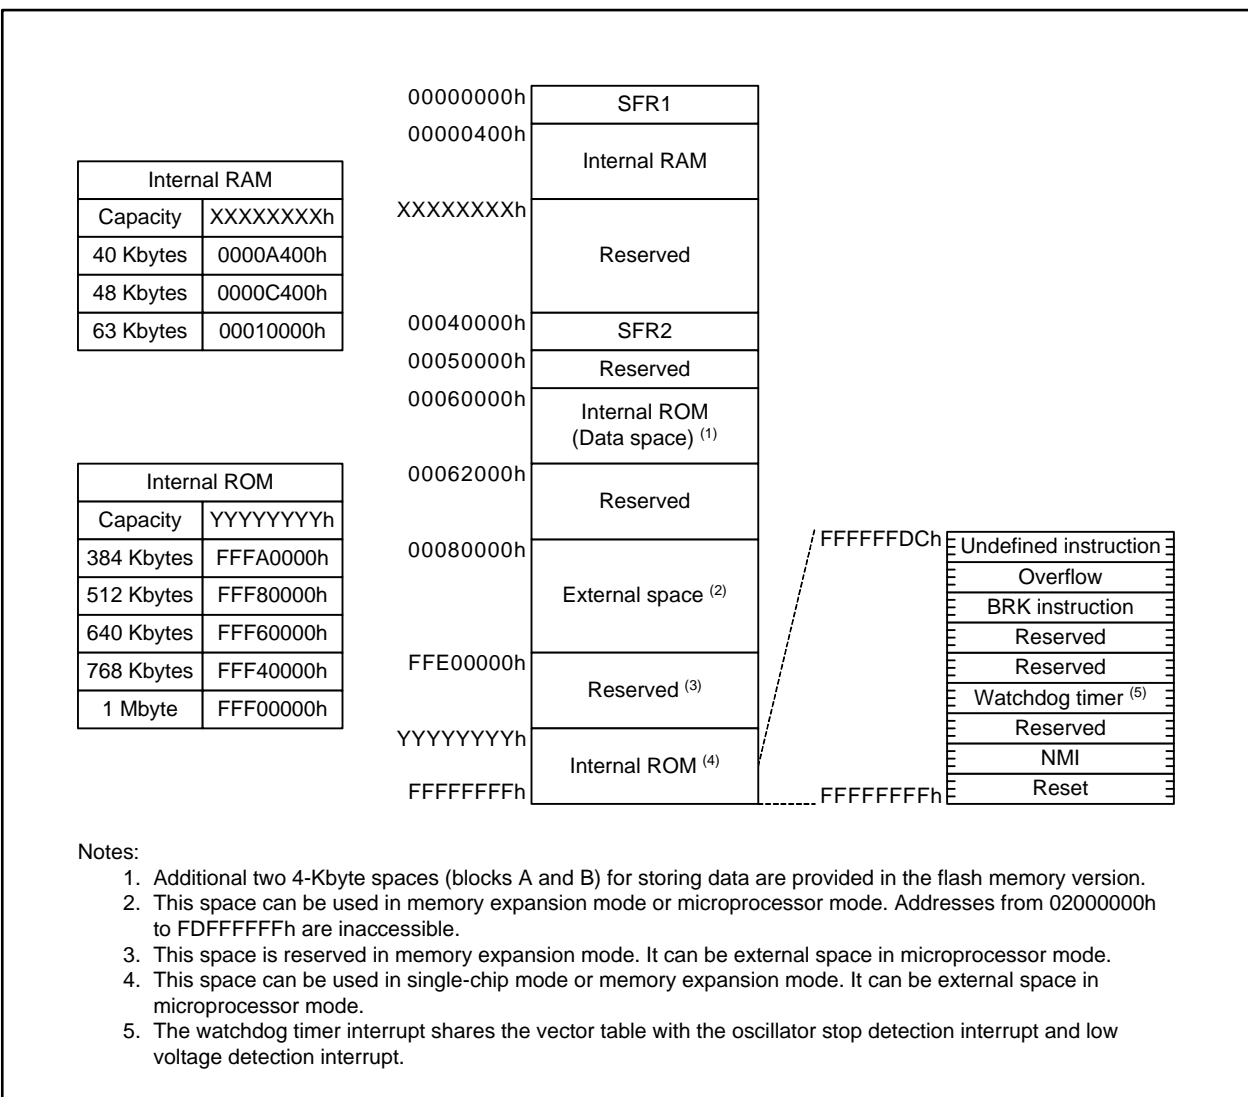 00000000h
SFR1
00000400h
Internal RAM
XXXXXXXXh
Reserved
00040000h
SFR2
00050000h
Reserved
00060000h
Internal ROM
(Data space) (1)
00062000h
Reserved
00080000h
External space (2)
FFE00000h
Reserved (3)
YYYYYYYYh
Internal ROM (4)
FFFFFFFFh
Internal RAM
Capacity XXXXXXXXh
40 Kbytes 0000A400h
48 Kbytes 0000C400h
63 Kbytes 00010000h
Internal ROM
Capacity YYYYYYYYh
384 Kbytes FFFA0000h
512 Kbytes FFF80000h
640 Kbytes FFF60000h
768 Kbytes FFF40000h
1 Mbyte FFF00000h
FFFFFFDCh
Undefined instruction
Overflow
BRK instruction
Reserved
Reserved
Watchdog timer (5)
Reserved
NMI
Reset
FFFFFFFFh
Notes:
1. Additional two 4-Kbyte spaces (blocks A and B) for storing data are provided in the flash memory version.
2. This space can be used in memory expansion mode or microprocessor mode. Addresses from 02000000h
to FDFFFFFFh are inaccessible.
3. This space is reserved in memory expansion mode. It can be external space in microprocessor mode.
4. This space can be used in single-chip mode or memory expansion mode. It can be external space in
microprocessor mode.
5. The watchdog timer interrupt shares the vector table with the oscillator stop detection interrupt and low
voltage detection interrupt.